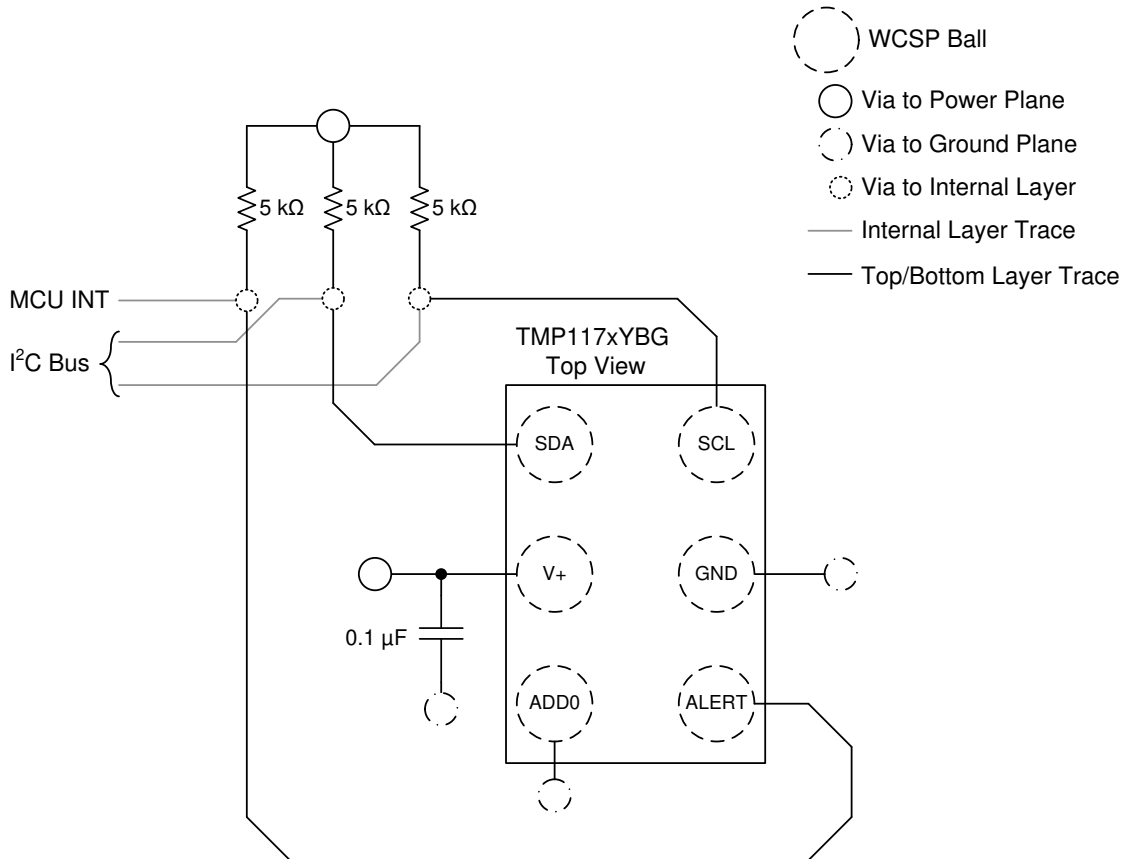 WCSP Ball
Via to Power Plane
Via to Ground Plane
Via to Internal Layer
Internal Layer Trace
Top/Bottom Layer Trace
5 kΩ 5 kΩ 5 kΩ
MCU INT
I²C Bus
TMP117xYBG
Top View
SDA SCL
V+ GND
0.1 µF
ADD0 ALERT